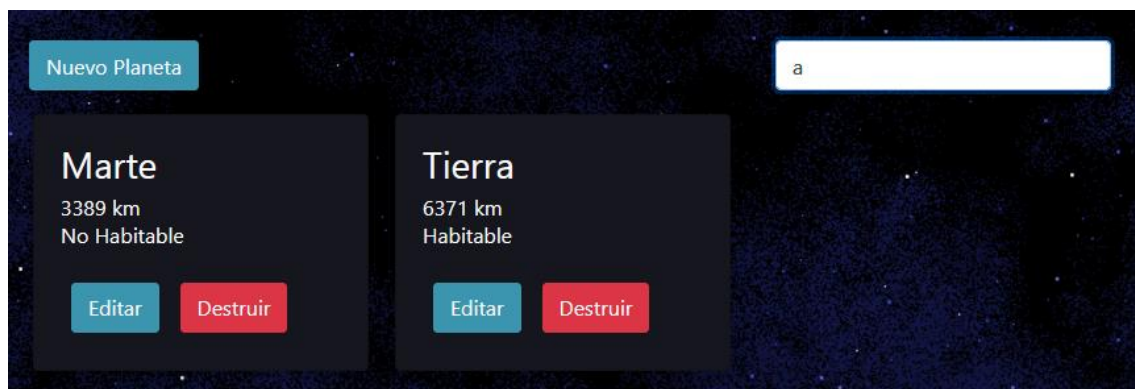 Nuevo Planeta
a
Marte
3389 km
No Habitable
Editar Destruir
Tierra
6371 km
Habitable
Editar Destruir